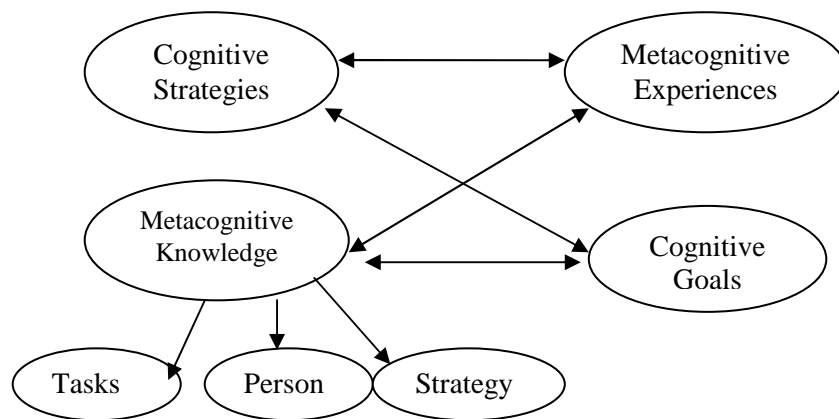 Cognitive
Strategies
Metacognitive
Experiences
Metacognitive
Knowledge
Cognitive
Goals
Tasks
Person
Strategy